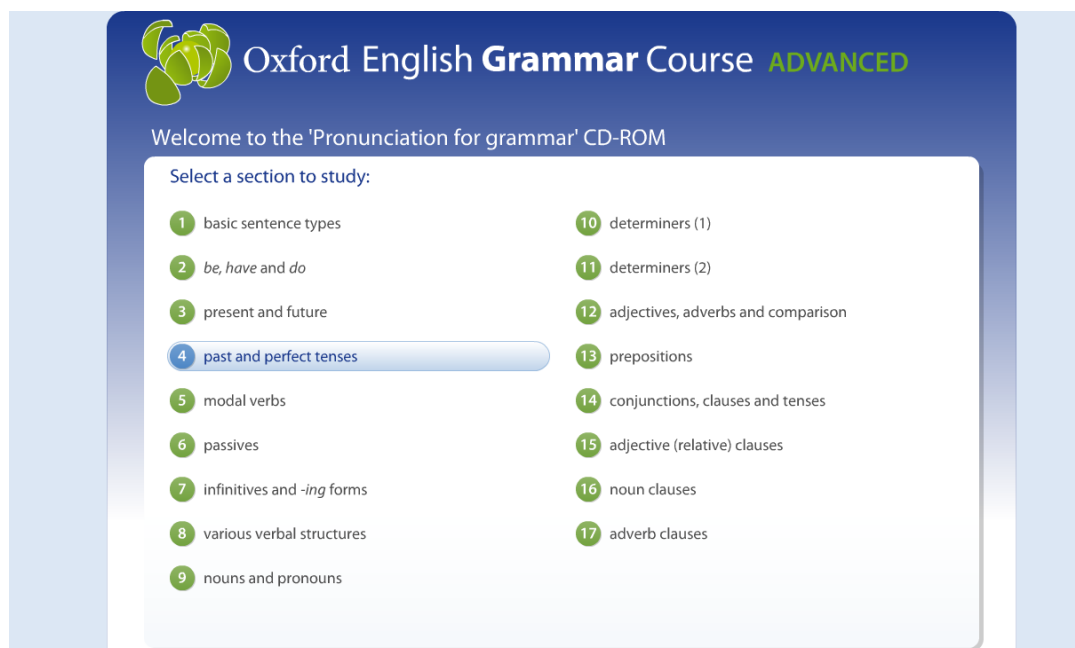 Oxford English Grammar Course ADVANCED
Welcome to the 'Pronunciation for grammar' CD-ROM
Select a section to study:
1 basic sentence types
2 be, have and do
3 present and future
4 past and perfect tenses
5 modal verbs
6 passives
7 infinitives and -ing forms
8 various verbal structures
9 nouns and pronouns
10 determiners (1)
11 determiners (2)
12 adjectives, adverbs and comparison
13 prepositions
14 conjunctions, clauses and tenses
15 adjective (relative) clauses
16 noun clauses
17 adverb clauses